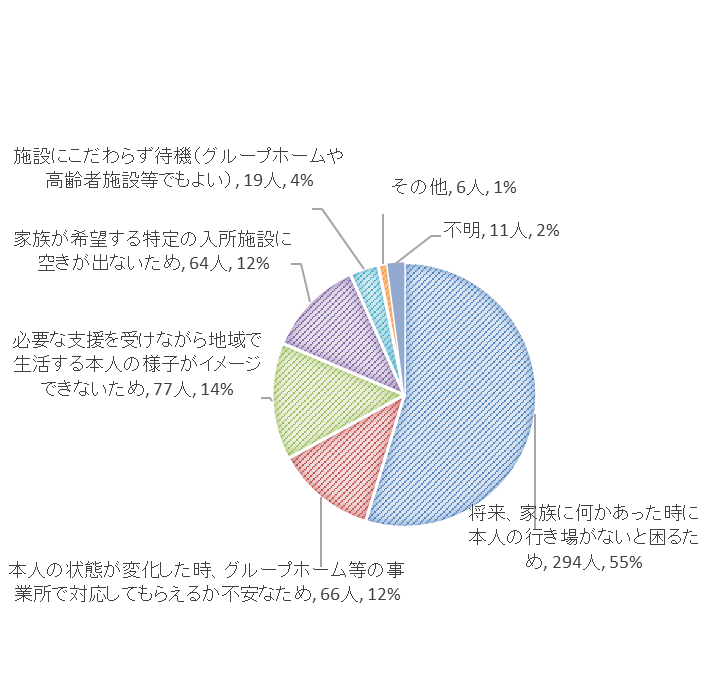 施設にこだわらず待機（グループホームや
高齢者施設等でもよい）, 19人, 4%
その他, 6人, 1%
不明, 11人, 2%
家族が希望する特定の入所施設に
空きが出ないため, 64人, 12%
必要な支援を受けながら地域で
生活する本人の様子がイメージ
できないため, 77人, 14%
将来、家族に何かあった時に
本人の行き場がないと困るた
め, 294人, 55%
本人の状態が変化した時、グループホーム等の事
業所で対応してもらえるか不安なため, 66人, 12%